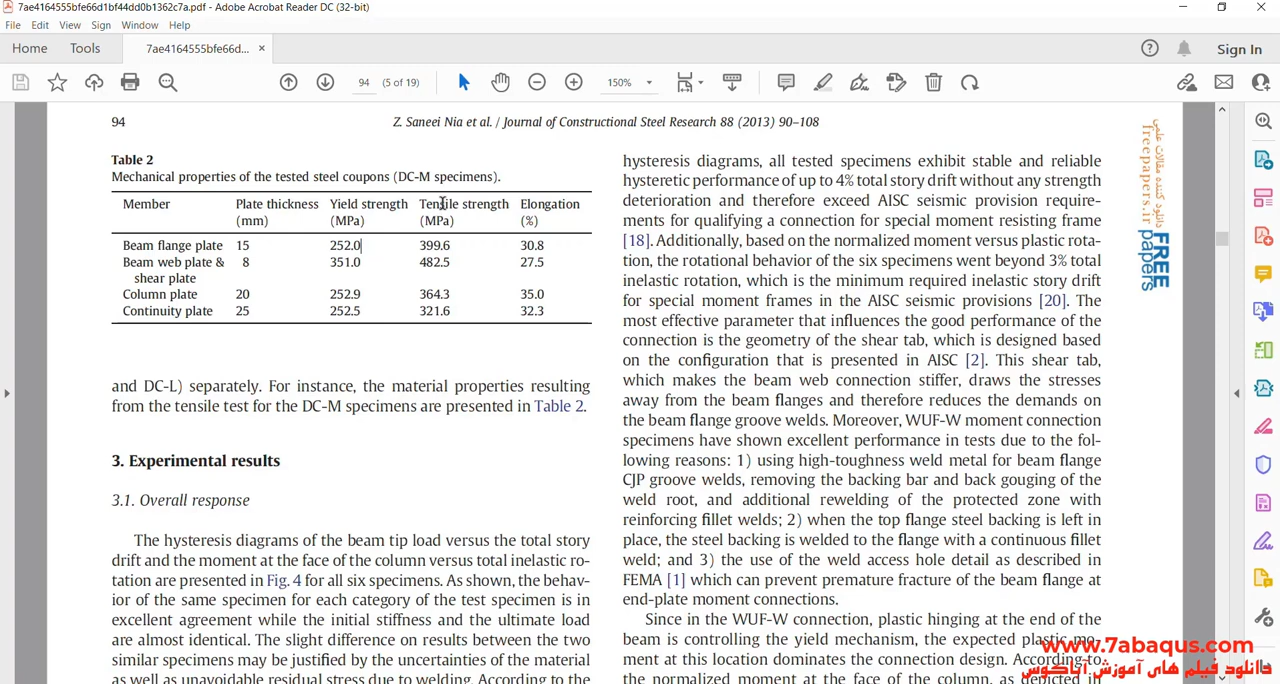 7ae4164555bfe66d1bf44dd0b1362c7a.pdf - Adobe Acrobat Reader DC (32-bit)
File Edit View Sign Window Help
Home Tools 7ae4164555bfe66d... × Sign In
94 (5 of 19) 150%
94 Z. Saneei Nia et al. / Journal of Constructional Steel Research 88 (2013) 90–108
Table 2
Mechanical properties of the tested steel coupons (DC-M specimens).
Member Plate thickness Yield strength Tensile strength Elongation
(mm) (MPa) (MPa) (%)
Beam flange plate 15 252.0 399.6 30.8
Beam web plate & 8 351.0 482.5 27.5
shear plate
Column plate 20 252.9 364.3 35.0
Continuity plate 25 252.5 321.6 32.3
and DC-L) separately. For instance, the material properties resulting
from the tensile test for the DC-M specimens are presented in Table 2.
3. Experimental results
3.1. Overall response
The hysteresis diagrams of the beam tip load versus the total story
drift and the moment at the face of the column versus total inelastic ro-
tation are presented in Fig. 4 for all six specimens. As shown, the behav-
ior of the same specimen for each category of the test specimen is in
excellent agreement while the initial stiffness and the ultimate load
are almost identical. The slight difference on results between the two
similar specimens may be justified by the uncertainties of the material
as well as unavoidable residual stress due to welding. According to the
hysteresis diagrams, all tested specimens exhibit stable and reliable
hysteretic performance of up to 4% total story drift without any strength
deterioration and therefore exceed AISC seismic provision require-
ments for qualifying a connection for special moment resisting frame
[18]. Additionally, based on the normalized moment versus plastic rota-
tion, the rotational behavior of the six specimens went beyond 3% total
inelastic rotation, which is the minimum required inelastic story drift
for special moment frames in the AISC seismic provisions [20]. The
most effective parameter that influences the good performance of the
connection is the geometry of the shear tab, which is designed based
on the configuration that is presented in AISC [2]. This shear tab,
which makes the beam web connection stiffer, draws the stresses
away from the beam flanges and therefore reduces the demands on
the beam flange groove welds. Moreover, WUF-W moment connection
specimens have shown excellent performance in tests due to the fol-
lowing reasons: 1) using high-toughness weld metal for beam flange
CJP groove welds, removing the backing bar and back gouging of the
weld root, and additional rewelding of the protected zone with
reinforcing fillet welds; 2) when the top flange steel backing is left in
place, the steel backing is welded to the flange with a continuous fillet
weld; and 3) the use of the weld access hole detail as described in
FEMA [1] which can prevent premature fracture of the beam flange at
end-plate moment connections.
Since in the WUF-W connection, plastic hinging at the end of the
beam is controlling the yield mechanism, the expected plastic mo-
ment at this location dominates the connection design. According to
the normalized moment at the face of the column, as depicted in
دانلود کننده مقالات علمی
freepapers.ir
FREE
papers
www.7abaqus.com
دانلود فیلم های آموزش آباکوس